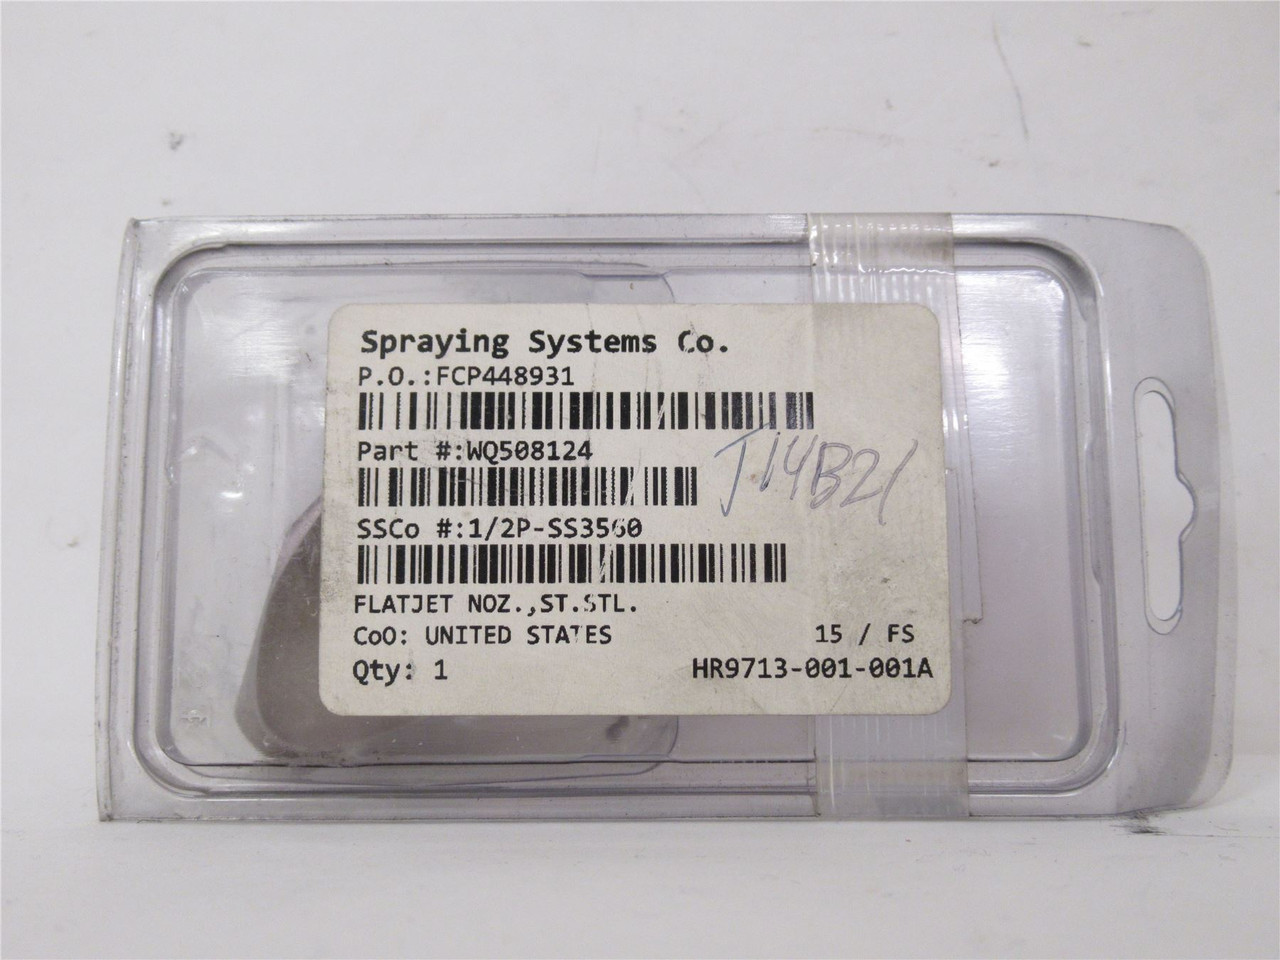 Spraying Systems Co.
P.O.:FCP448931
Part #:WQ508124
J14B21
SSCo #:1/2P-SS3560
FLATJET NOZ.,ST.STL.
CoO: UNITED STATES 15 / FS
Qty: 1 HR9713-001-001A